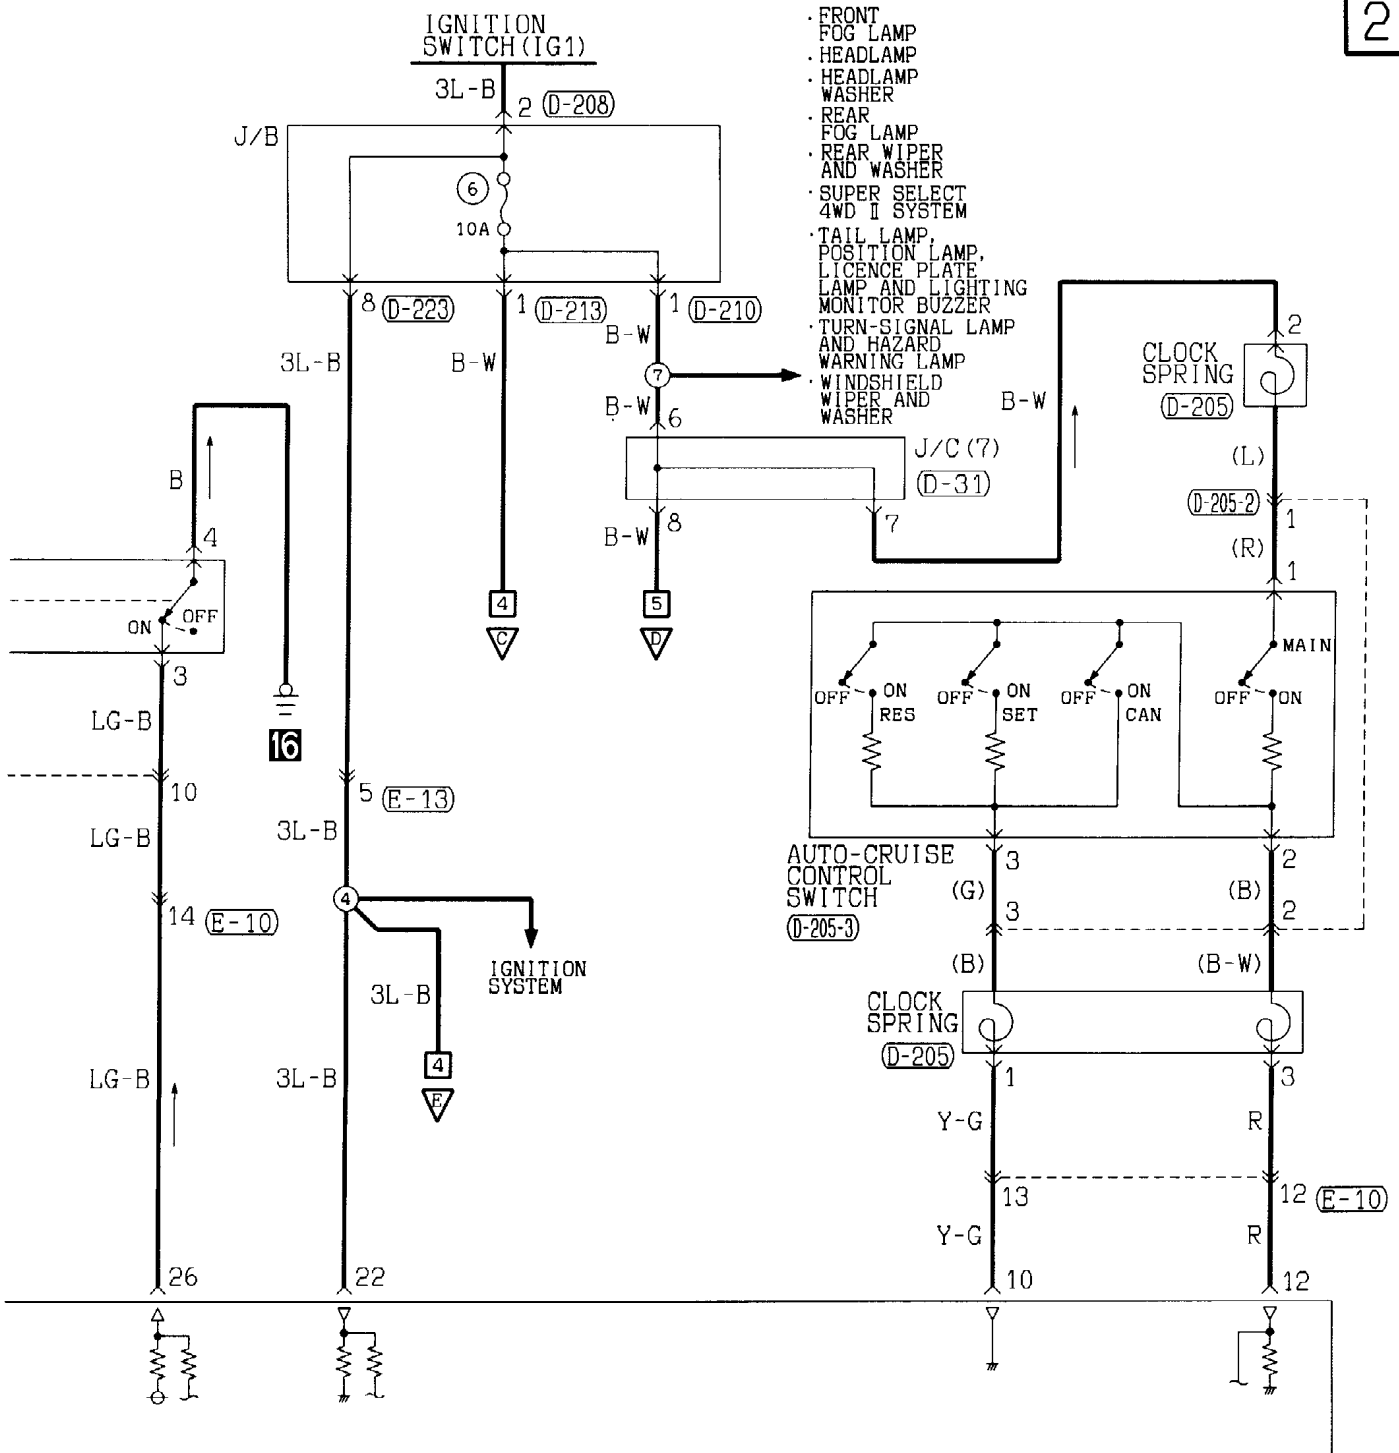 2
IGNITION
SWITCH(IG1)
3L-B
2 (D-208)
J/B
6
10A
8 (D-223)
1 (D-213)
1 (D-210)
· FRONT
FOG LAMP
· HEADLAMP
· HEADLAMP
WASHER
· REAR
FOG LAMP
· REAR WIPER
AND WASHER
· SUPER SELECT
4WD Ⅱ SYSTEM
· TAIL LAMP,
POSITION LAMP,
LICENCE PLATE
LAMP AND LIGHTING
MONITOR BUZZER
· TURN-SIGNAL LAMP
AND HAZARD
WARNING LAMP
· WINDSHIELD
WIPER AND
WASHER
3L-B
B-W
B-W
7
B-W
6
J/C(7)
(D-31)
8
7
B-W
B-W
2
CLOCK
SPRING
(D-205)
(L)
(D-205-2)
1
(R)
1
B
4
ON
OFF
3
LG-B
16
10
LG-B
14 (E-10)
LG-B
4
C
5
D
5 (E-13)
3L-B
4
IGNITION
SYSTEM
3L-B
4
E
3L-B
MAIN
OFF
ON
RES
OFF
ON
SET
OFF
ON
CAN
OFF
ON
AUTO-CRUISE
CONTROL
SWITCH
(D-205-3)
3
2
(G)
(B)
3
2
(B)
(B-W)
CLOCK
SPRING
(D-205)
1
3
Y-G
R
13
12 (E-10)
Y-G
R
26
22
10
12